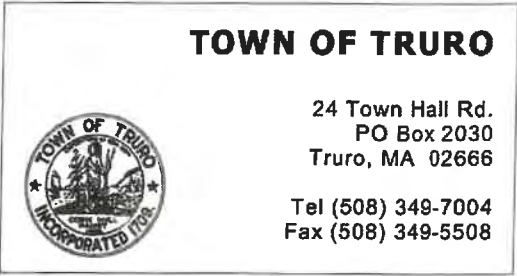 TOWN OF TRURO
24 Town Hall Rd.
PO Box 2030
Truro, MA 02666
Tel (508) 349-7004
Fax (508) 349-5508
TOWN OF TRURO
INCORPORATED 1709.